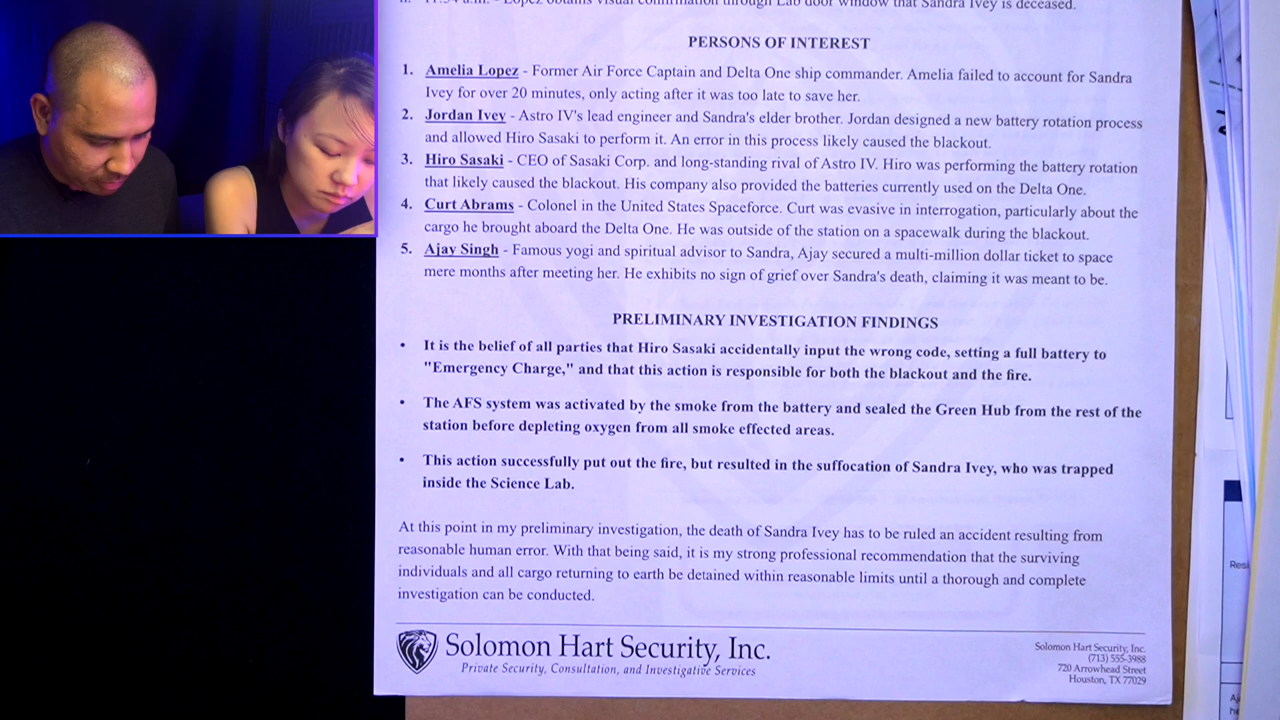 Lopez obtains visual confirmation through Lab door window that Sandra Ivey is deceased.
PERSONS OF INTEREST
1. Amelia Lopez - Former Air Force Captain and Delta One ship commander. Amelia failed to account for Sandra
Ivey for over 20 minutes, only acting after it was too late to save her.
2. Jordan Ivey - Astro IV's lead engineer and Sandra's elder brother. Jordan designed a new battery rotation process
and allowed Hiro Sasaki to perform it. An error in this process likely caused the blackout.
3. Hiro Sasaki - CEO of Sasaki Corp. and long-standing rival of Astro IV. Hiro was performing the battery rotation
that likely caused the blackout. His company also provided the batteries currently used on the Delta One.
4. Curt Abrams - Colonel in the United States Spaceforce. Curt was evasive in interrogation, particularly about the
cargo he brought aboard the Delta One. He was outside of the station on a spacewalk during the blackout.
5. Ajay Singh - Famous yogi and spiritual advisor to Sandra, Ajay secured a multi-million dollar ticket to space
mere months after meeting her. He exhibits no sign of grief over Sandra's death, claiming it was meant to be.
PRELIMINARY INVESTIGATION FINDINGS
• It is the belief of all parties that Hiro Sasaki accidentally input the wrong code, setting a full battery to
"Emergency Charge," and that this action is responsible for both the blackout and the fire.
• The AFS system was activated by the smoke from the battery and sealed the Green Hub from the rest of the
station before depleting oxygen from all smoke effected areas.
• This action successfully put out the fire, but resulted in the suffocation of Sandra Ivey, who was trapped
inside the Science Lab.
At this point in my preliminary investigation, the death of Sandra Ivey has to be ruled an accident resulting from
reasonable human error. With that being said, it is my strong professional recommendation that the surviving
individuals and all cargo returning to earth be detained within reasonable limits until a thorough and complete
investigation can be conducted.
Solomon Hart Security, Inc.
Private Security, Consultation, and Investigative Services
Solomon Hart Security, Inc.
(713) 555-3988
720 Arrowhead Street
Houston, TX 77029